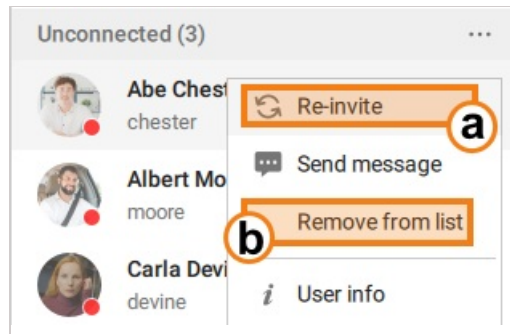 Unconnected (3)
...
Abe Chest
chester
Re-invite
a
Send message
Albert Mo
moore
Remove from list
b
Carla Devi
devine
User info